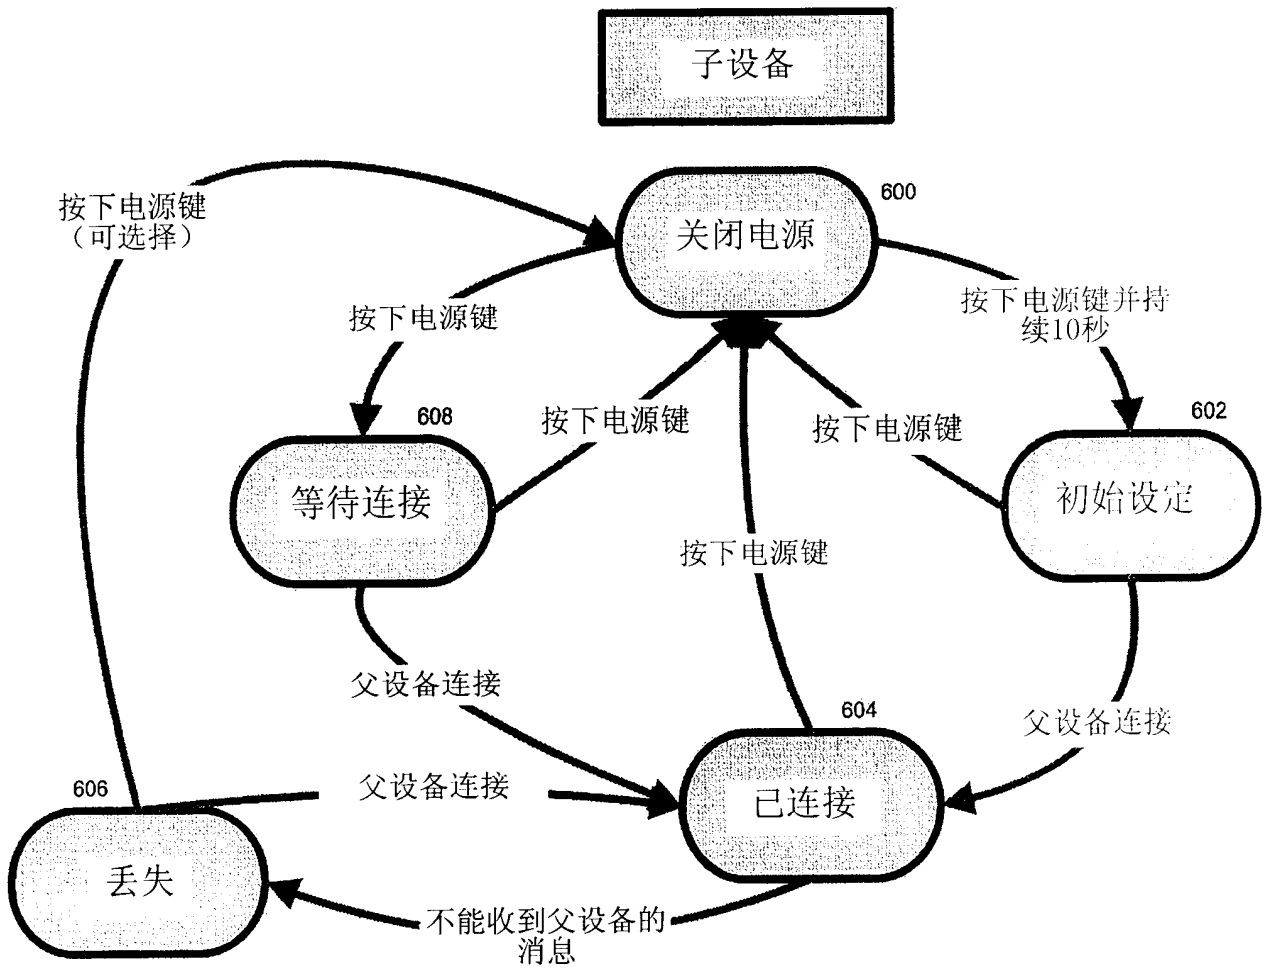 子设备
600
关闭电源
按下电源键
（可选择）
按下电源键并持
续10秒
按下电源键
608
602
按下电源键
按下电源键
等待连接
初始设定
按下电源键
父设备连接
604
父设备连接
606
父设备连接
已连接
丢失
不能收到父设备的
消息